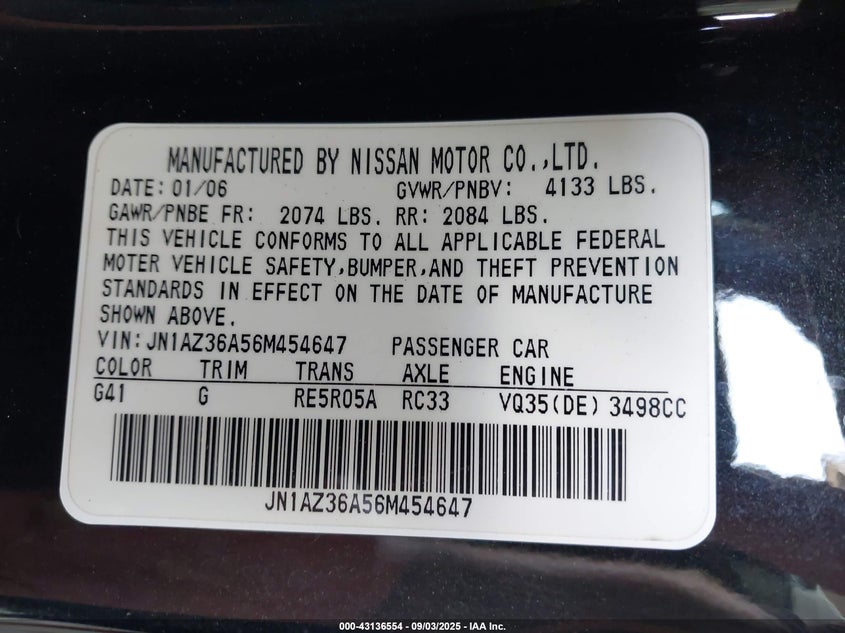 MANUFACTURED BY NISSAN MOTOR CO.,LTD.
DATE: 01/06 GVWR/PNBV: 4133 LBS.
GAWR/PNBE FR: 2074 LBS. RR: 2084 LBS.
THIS VEHICLE CONFORMS TO ALL APPLICABLE FEDERAL
MOTER VEHICLE SAFETY,BUMPER,AND THEFT PREVENTION
STANDARDS IN EFFECT ON THE DATE OF MANUFACTURE
SHOWN ABOVE.
VIN:JN1AZ36A56M454647 PASSENGER CAR
COLOR TRIM TRANS AXLE ENGINE
G41 G RE5R05A RC33 VQ35(DE) 3498CC
JN1AZ36A56M454647
000-43136554 - 09/03/2025 - IAA Inc.